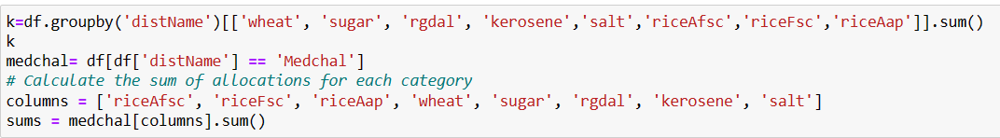 k=df.groupby('distName')[['wheat', 'sugar', 'rgdal', 'kerosene','salt','riceAfsc','riceFsc','riceAap']].sum()
k
medchal= df[df['distName'] == 'Medchal']
# Calculate the sum of allocations for each category
columns = ['riceAfsc', 'riceFsc', 'riceAap', 'wheat', 'sugar', 'rgdal', 'kerosene', 'salt']
sums = medchal[columns].sum()